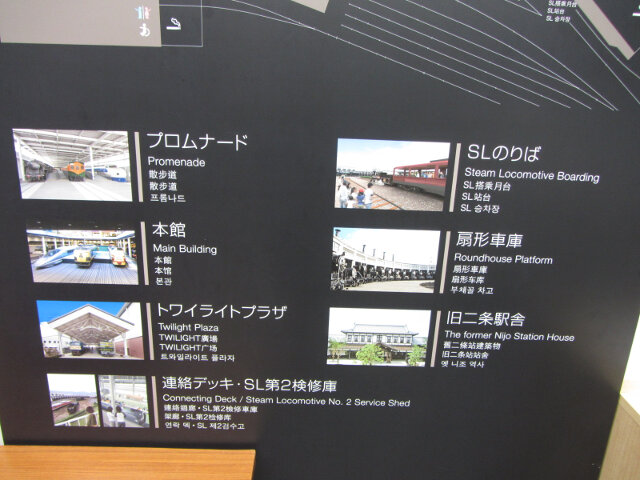 SL搭乘月台
SL站台
SL 승차장
プロムナード
Promenade
散步道
散步道
프롬나드
本館
Main Building
本館
本馆
본관
トワイライトプラザ
Twilight Plaza
TWILIGHT廣場
TWILIGHT广场
트와일라이트 플라자
連絡デッキ・SL第2検修庫
Connecting Deck / Steam Locomotive No. 2 Service Shed
連絡通廊・SL第2檢修車庫
架廊・SL第2检修库
연락 덱・SL 제2검수고
SLのりば
Steam Locomotive Boarding
SL搭乘月台
SL站台
SL 승차장
扇形車庫
Roundhouse Platform
扇形車庫
扇形车库
부채꼴 차고
旧二条駅舎
The former Nijo Station House
舊二條站建築物
旧二条站站舍
옛 니조 역사